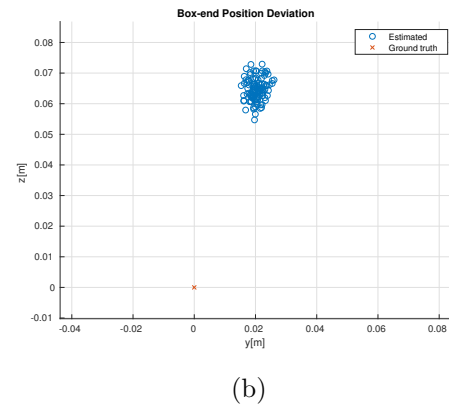 Box-end Position Deviation
Estimated
Ground truth
0.08
0.07
0.06
0.05
0.04
0.03
0.02
0.01
0
-0.01
z[m]
-0.04 -0.02 0 0.02 0.04 0.06 0.08
y[m]
(b)